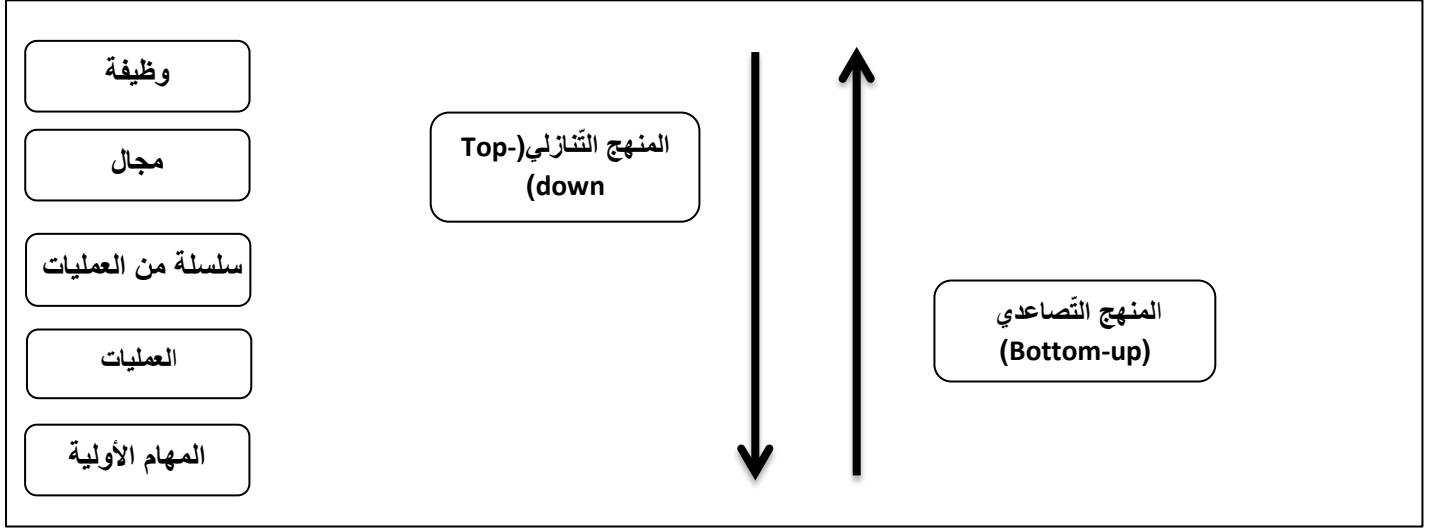 وظيفة
مجال
المنهج التّنازلي(Top-
down)
سلسلة من العمليات
المنهج التّصاعدي
(Bottom-up)
العمليات
المهام الأولية